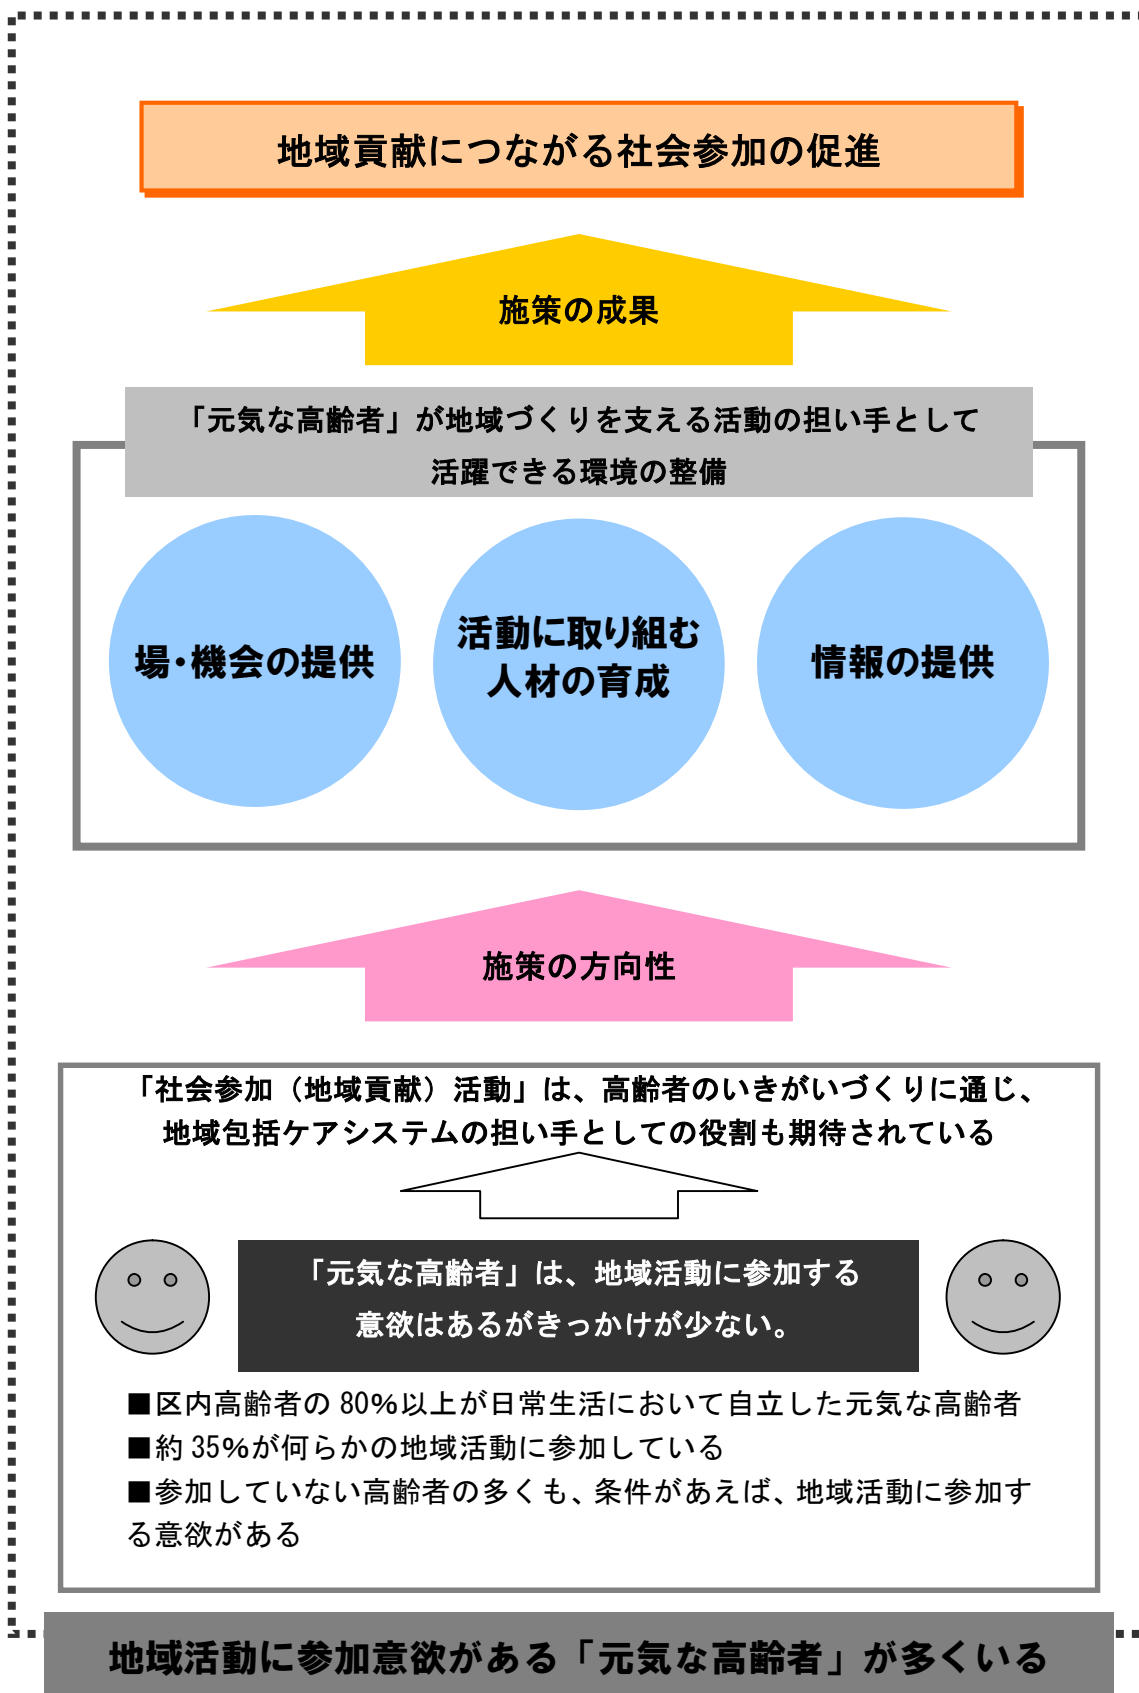 地域貢献につながる社会参加の促進
施策の成果
「元気な高齢者」が地域づくりを支える活動の担い手として
活躍できる環境の整備
場・機会の提供
活動に取り組む
人材の育成
情報の提供
施策の方向性
「社会参加（地域貢献）活動」は、高齢者のいきがいづくりに通じ、
地域包括ケアシステムの担い手としての役割も期待されている
「元気な高齢者」は、地域活動に参加する
意欲はあるがきっかけが少ない。
■区内高齢者の 80％以上が日常生活において自立した元気な高齢者
■約 35％が何らかの地域活動に参加している
■参加していない高齢者の多くも、条件があえば、地域活動に参加す
る意欲がある
地域活動に参加意欲がある「元気な高齢者」が多くいる